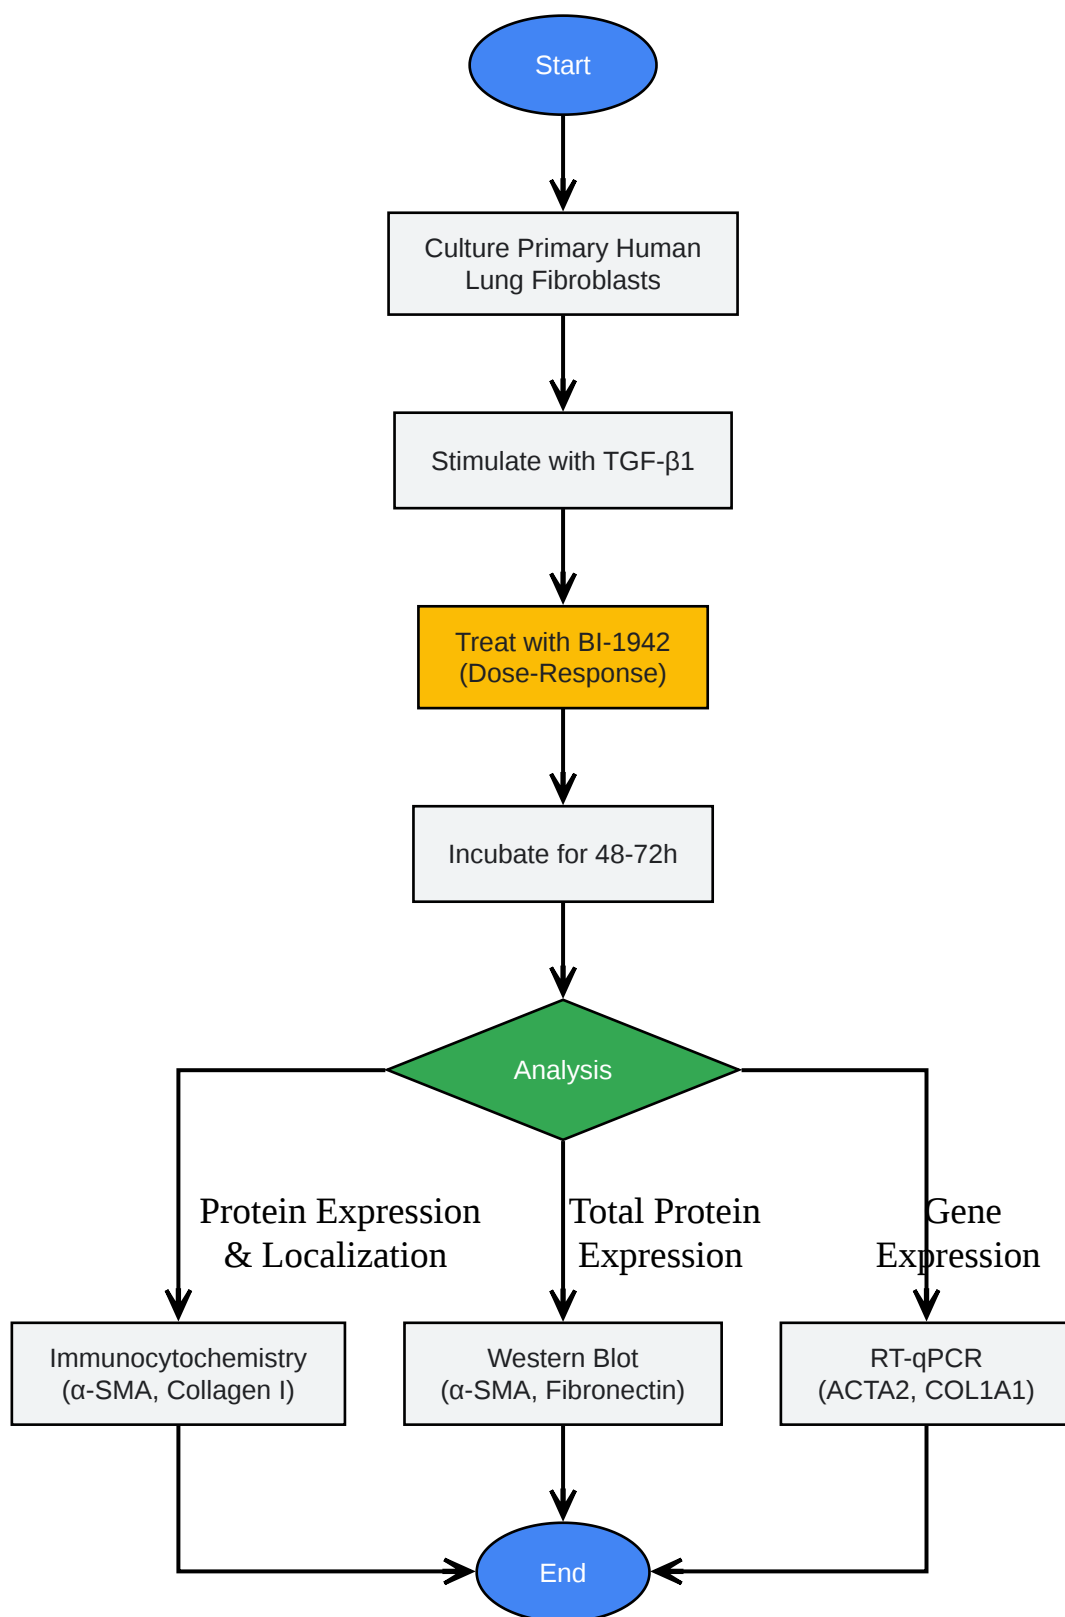 Start
Culture Primary Human
Lung Fibroblasts
Stimulate with TGF-β1
Treat with BI-1942
(Dose-Response)
Incubate for 48-72h
Analysis
Protein Expression
& Localization
Total Protein
Expression
Gene
Expression
Immunocytochemistry
(α-SMA, Collagen I)
Western Blot
(α-SMA, Fibronectin)
RT-qPCR
(ACTA2, COL1A1)
End